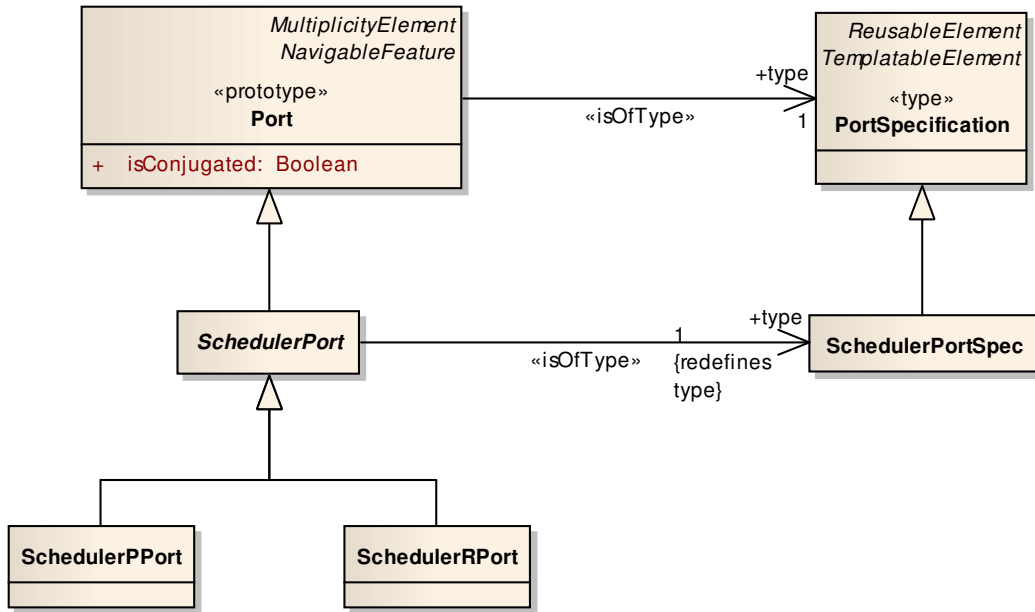 MultiplicityElement
NavigableFeature
«prototype»
Port
+ isConjugated: Boolean
+type
«isOfType»
1
ReusableElement
TemplatableElement
«type»
PortSpecification
SchedulerPort
+type
1
«isOfType»
{redefines
type}
SchedulerPortSpec
SchedulerPPort
SchedulerRPort